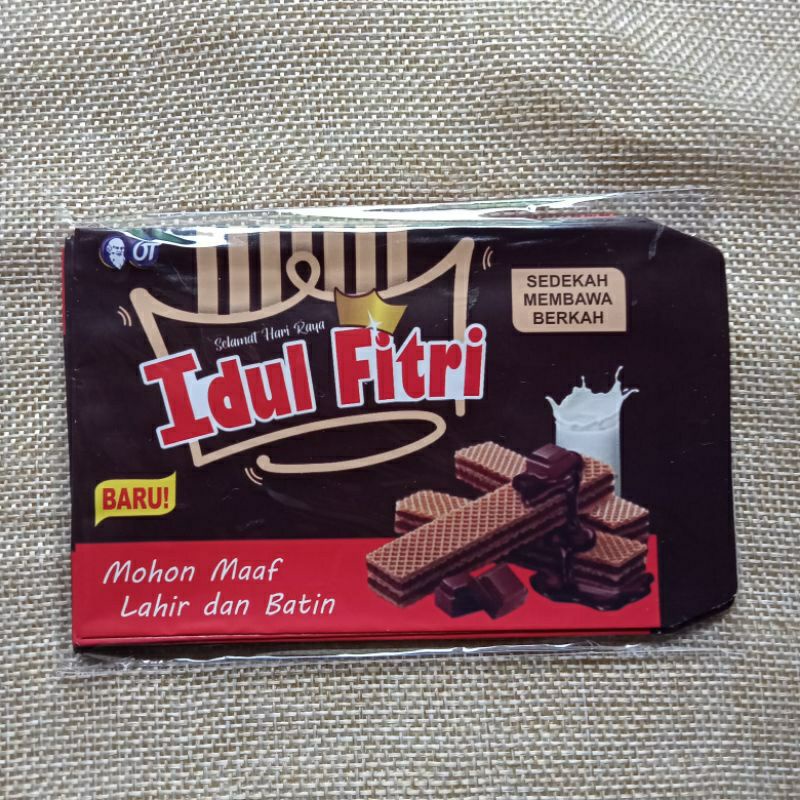 OT
Selamat Hari Raya
Idul Fitri
SEDEKAH
MEMBAWA
BERKAH
BARU!
Mohon Maaf
Lahir dan Batin